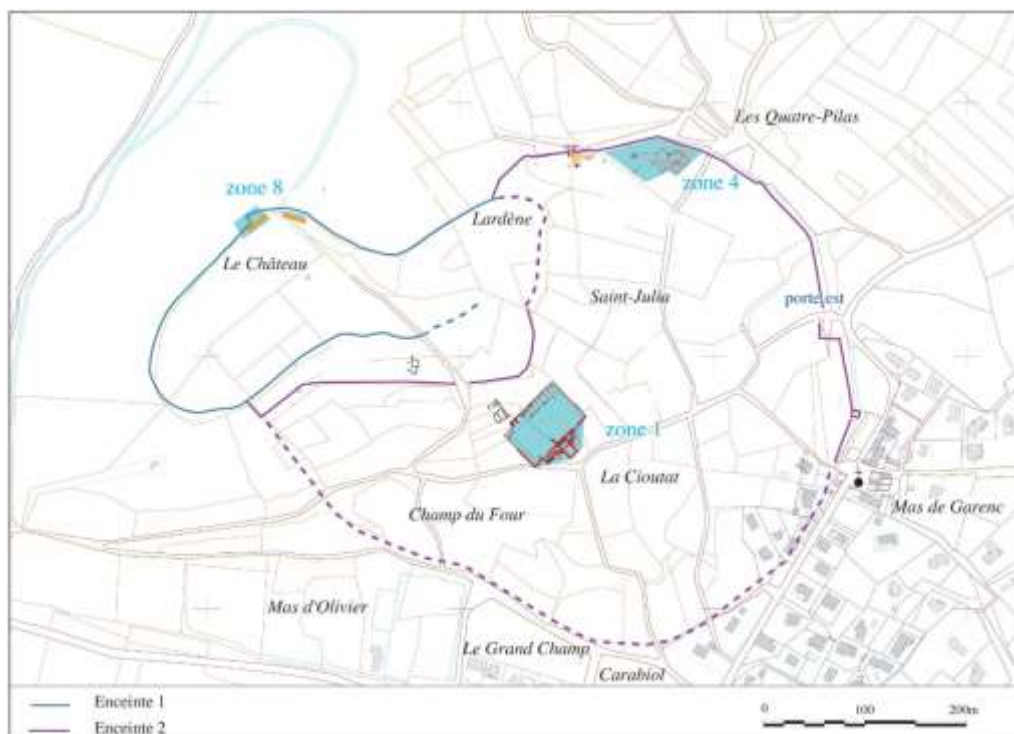 Les Quatre-Pilas
zone 8
zone 4
Lardène
Le Château
Saint-Julia
porte est
zone 1
La Cioutat
Champ du Four
Mas de Garenc
Mas d'Olivier
Le Grand Champ
Carabiol
Enceinte 1
Enceinte 2
0 100 200m